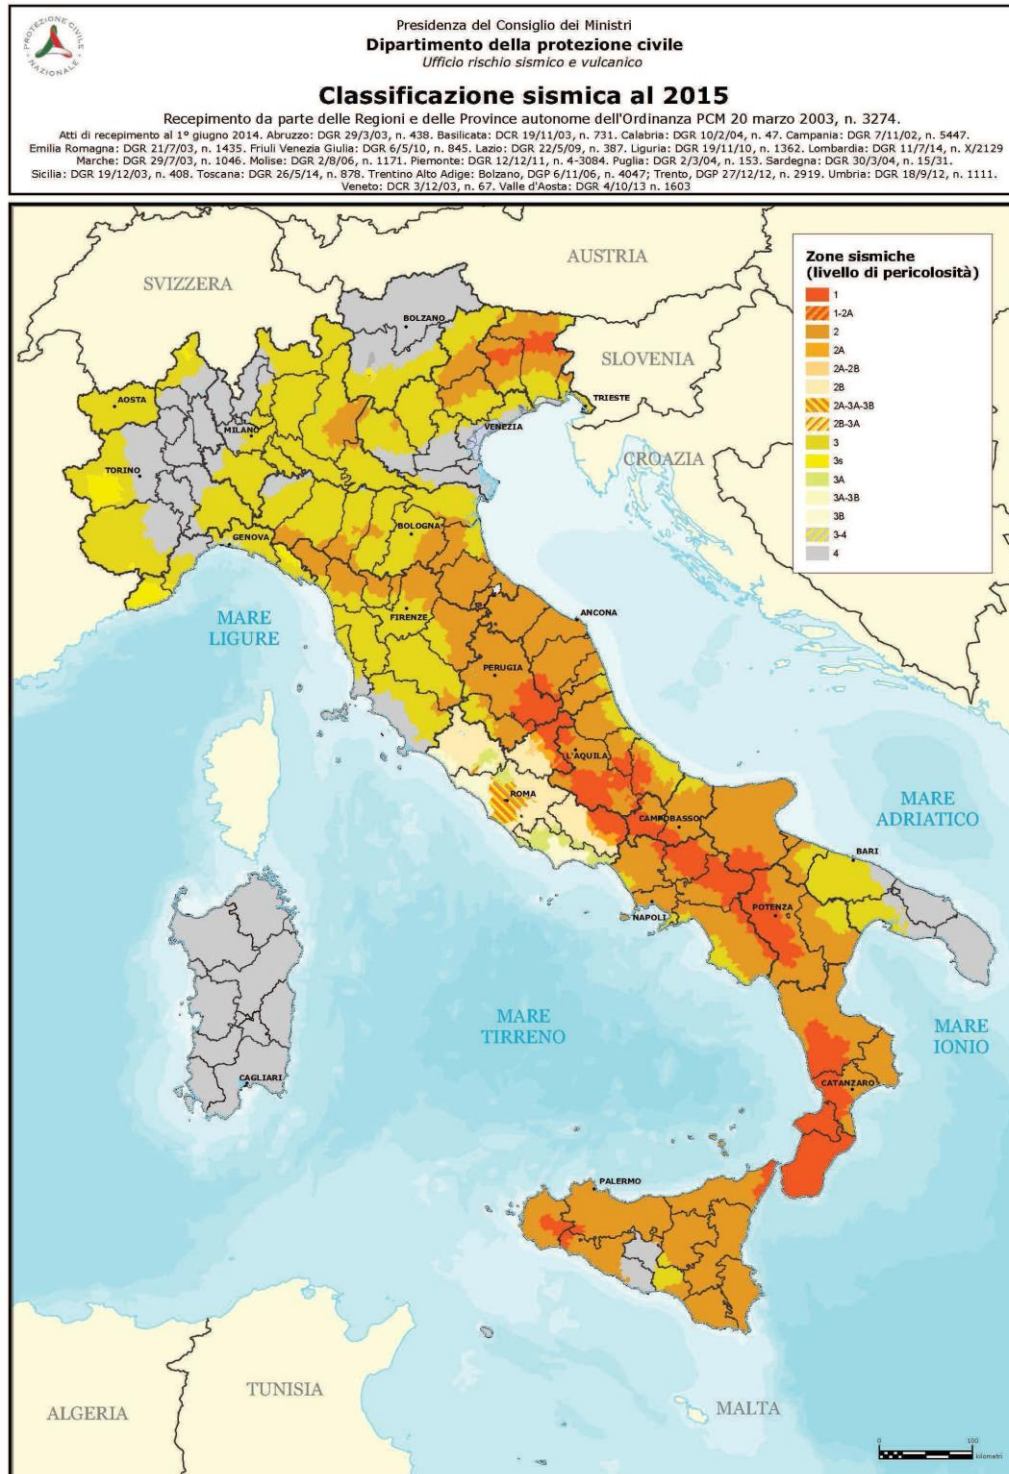 PROTEZIONE CIVILE
NAZIONALE
Presidenza del Consiglio dei Ministri
Dipartimento della protezione civile
Ufficio rischio sismico e vulcanico
Classificazione sismica al 2015
Recepimento da parte delle Regioni e delle Province autonome dell'Ordinanza PCM 20 marzo 2003, n. 3274.
Atti di recepimento al 1° giugno 2014. Abruzzo: DGR 29/3/03, n. 438. Basilicata: DCR 19/11/03, n. 731. Calabria: DGR 10/2/04, n. 47. Campania: DGR 7/11/02, n. 5447.
Emilia Romagna: DGR 21/7/03, n. 1435. Friuli Venezia Giulia: DGR 6/5/10, n. 845. Lazio: DGR 22/5/09, n. 387. Liguria: DGR 19/11/10, n. 1362. Lombardia: DGR 11/7/14, n. X/2129
Marche: DGR 29/7/03, n. 1046. Molise: DGR 2/8/06, n. 1171. Piemonte: DGR 12/12/11, n. 4-3084. Puglia: DGR 2/3/04, n. 153. Sardegna: DGR 30/3/04, n. 15/31.
Sicilia: DGR 19/12/03, n. 408. Toscana: DGR 26/5/14, n. 878. Trentino Alto Adige: Bolzano, DGP 6/11/06, n. 4047; Trento, DGP 27/12/12, n. 2919. Umbria: DGR 18/9/12, n. 1111.
Veneto: DCR 3/12/03, n. 67. Valle d'Aosta: DGR 4/10/13 n. 1603
Zone sismiche
(livello di pericolosità)
1
1-2A
2
2A
2A-2B
2B
2A-3A-3B
2B-3A
3
3s
3A
3A-3B
3B
3-4
4
AUSTRIA
SVIZZERA
BOLZANO
SLOVENIA
AOSTA
TRIESTE
MILANO
VENEZIA
CROAZIA
TORINO
BOLOGNA
GENOVA
MARE
LIGURE
FIRENZE
ANCONA
PERUGIA
L'AQUILA
ROMA
MARE
ADRIATICO
CAMPOBASSO
BARI
NAPOLI
POTENZA
MARE
TIRRENO
MARE
IONIO
CAGLIARI
CATANZARO
PALERMO
TUNISIA
ALGERIA
MALTA
0 100
kilometri